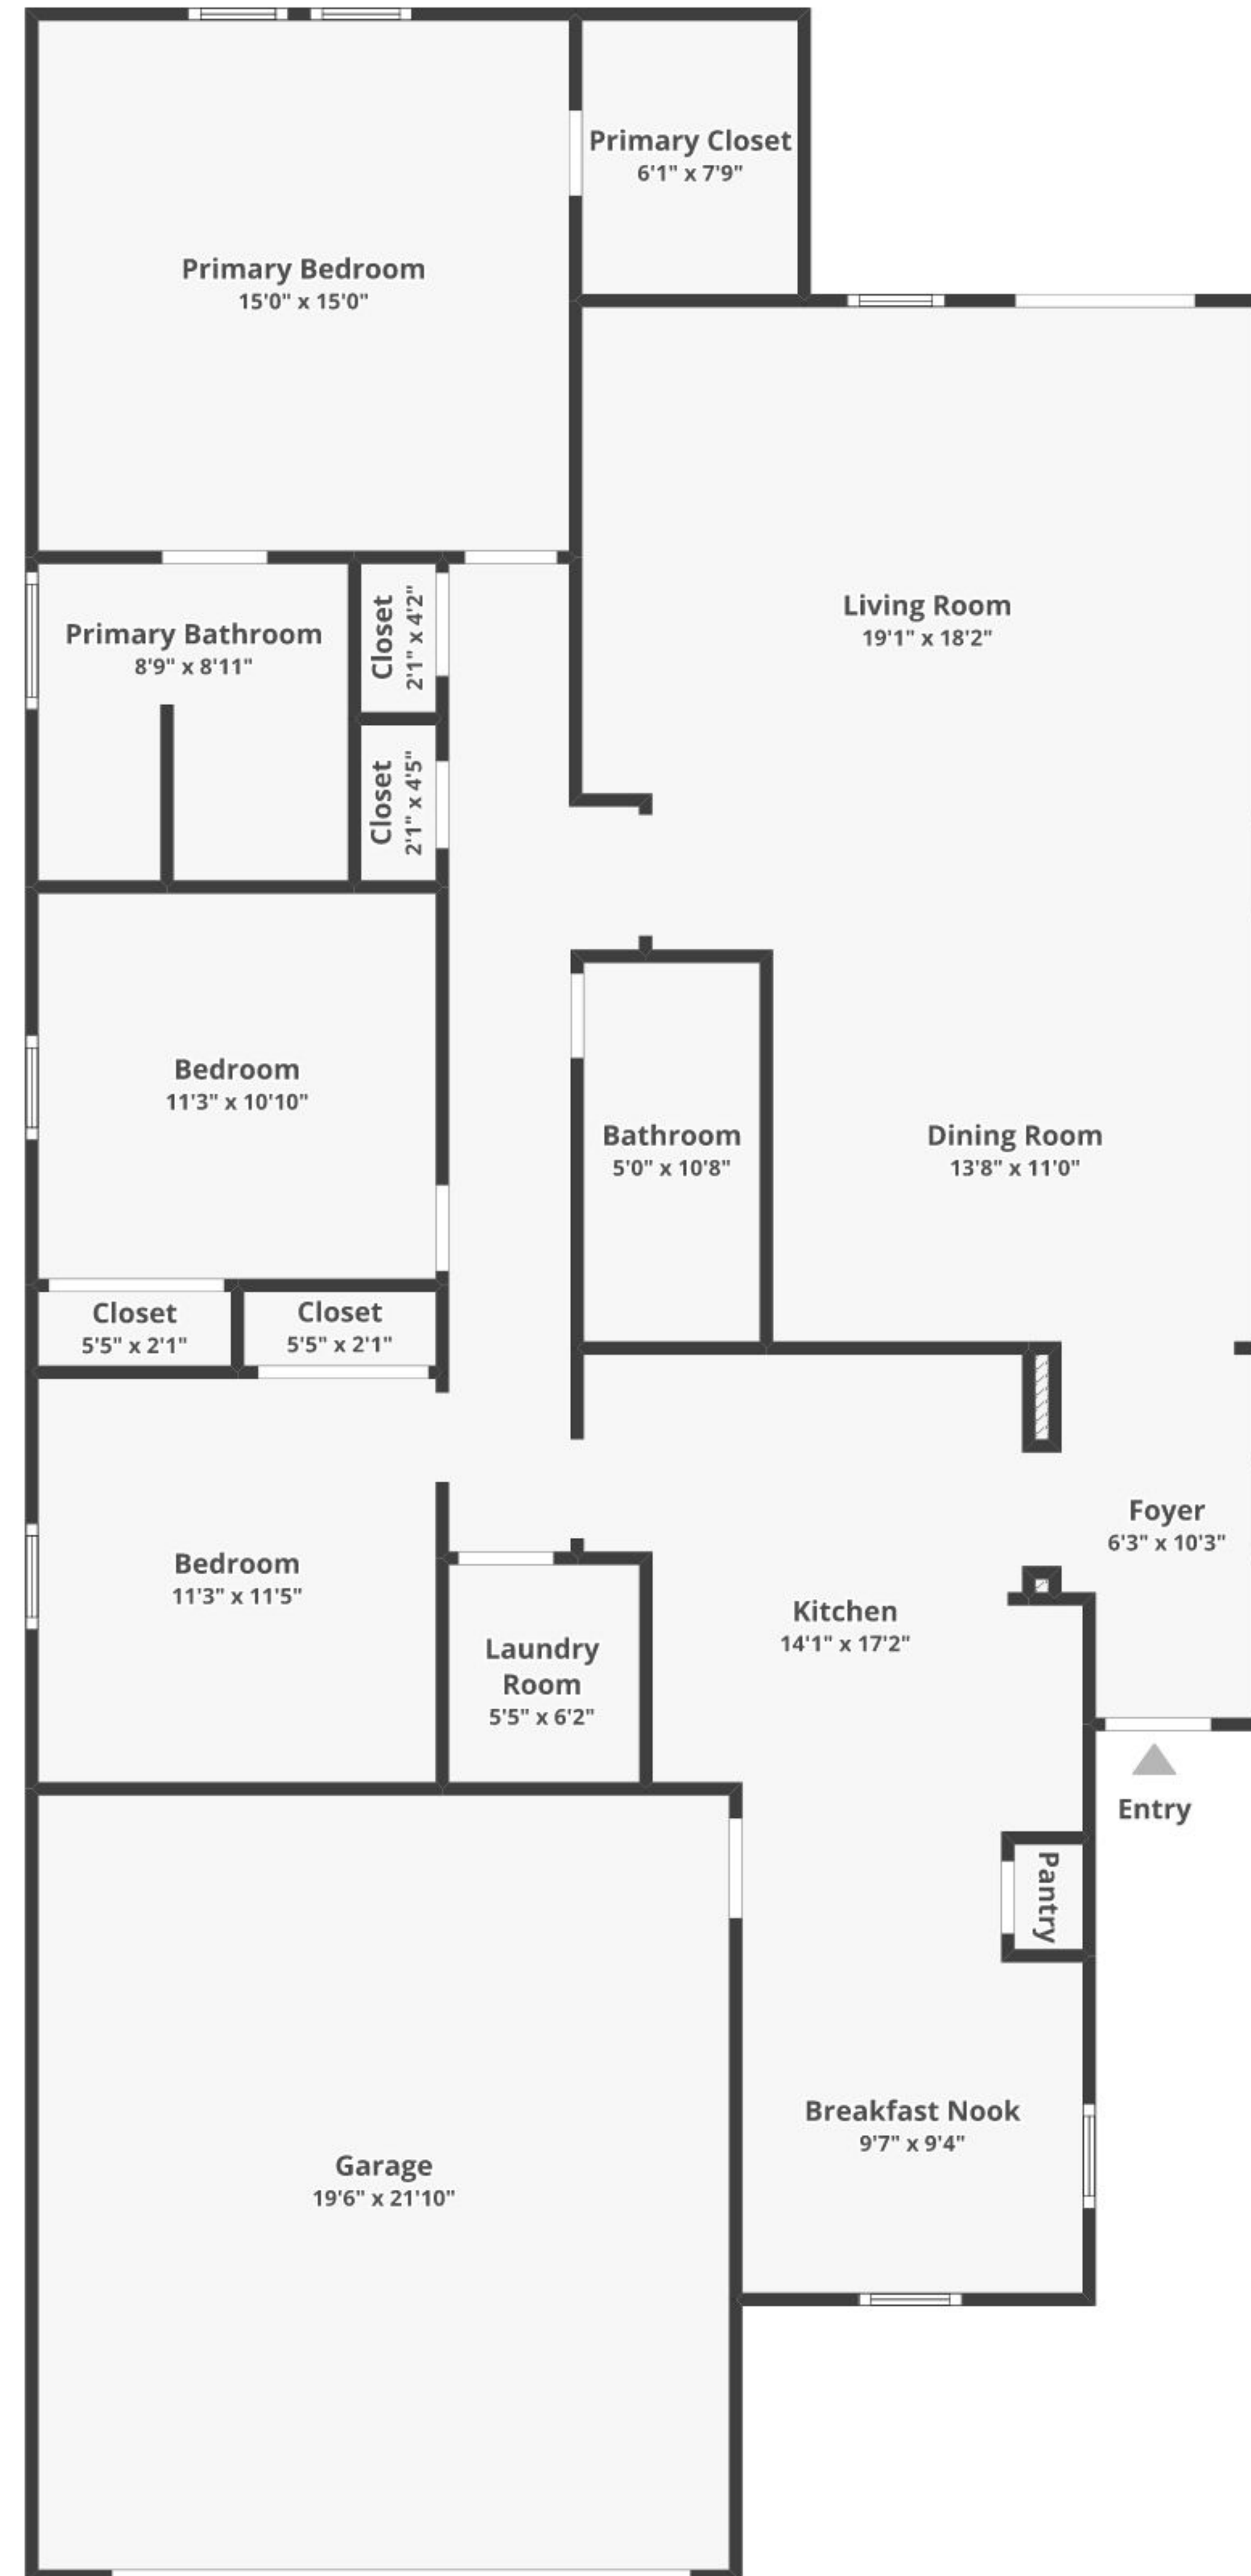 Primary Closet
6'1" x 7'9"
Primary Bedroom
15'0" x 15'0"
Living Room
19'1" x 18'2"
Primary Bathroom
8'9" x 8'11"
Closet
2'1" x 4'2"
Closet
2'1" x 4'5"
Bedroom
11'3" x 10'10"
Bathroom
5'0" x 10'8"
Dining Room
13'8" x 11'0"
Closet
5'5" x 2'1"
Closet
5'5" x 2'1"
Foyer
6'3" x 10'3"
Bedroom
11'3" x 11'5"
Kitchen
14'1" x 17'2"
Laundry
Room
5'5" x 6'2"
Entry
Pantry
Breakfast Nook
9'7" x 9'4"
Garage
19'6" x 21'10"